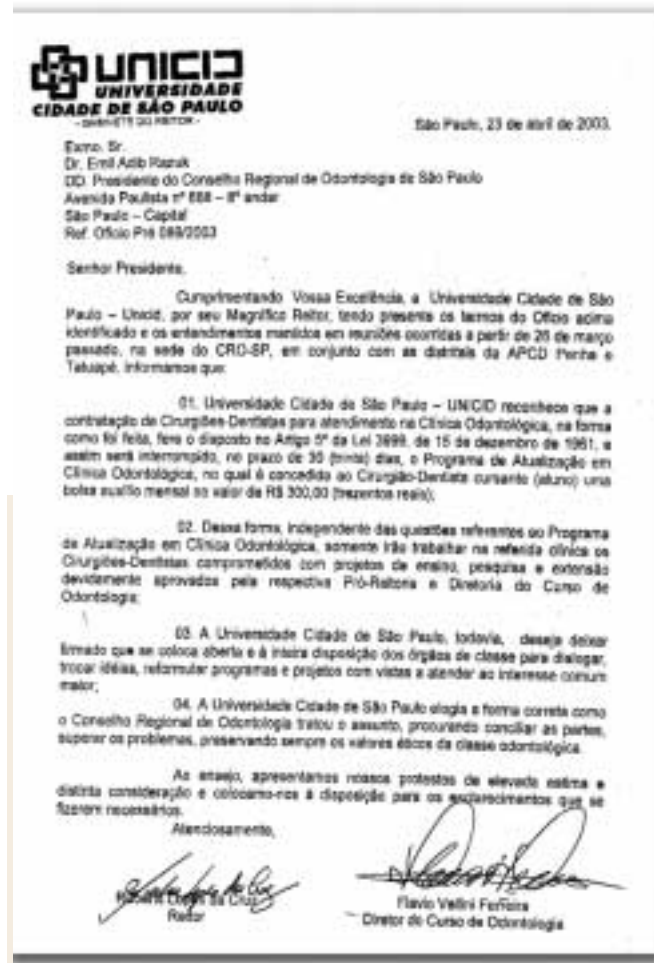 UNICID
UNIVERSIDADE
CIDADE DE SÃO PAULO
- GABINETE DO REITOR -
São Paulo, 23 de abril de 2003.
Exmo. Sr.
Dr. Emil Adib Razuk
DD. Presidente do Conselho Regional de Odontologia de São Paulo
Avenida Paulista nº 688 – 8º andar
São Paulo – Capital
Ref. Ofício Pré 089/2003
Senhor Presidente,
Cumprimentando Vossa Excelência, a Universidade Cidade de São
Paulo – Unicid, por seu Magnífico Reitor, tendo presente os termos do Ofício acima
identificado e os entendimentos mantidos em reuniões ocorridas a partir de 26 de março
passado, na sede do CRO-SP, em conjunto com as distritais da APCD Penha e
Tatuapé, informamos que:
01. Universidade Cidade de São Paulo – UNICID reconhece que a
contratação de Cirurgiões-Dentistas para atendimento na Clínica Odontológica, na forma
como foi feita, fere o disposto no Artigo 5º da Lei 3999, de 15 de dezembro de 1961, e
assim será interrompido, no prazo de 30 (trinta) dias, o Programa de Atualização em
Clínica Odontológica, no qual é concedido ao Cirurgião-Dentista cursante (aluno) uma
bolsa auxílio mensal no valor de R$ 300,00 (trezentos reais);
02. Dessa forma, independente das questões referentes ao Programa
de Atualização em Clínica Odontológica, somente irão trabalhar na referida clínica os
Cirurgiões-Dentistas comprometidos com projetos de ensino, pesquisa e extensão
devidamente aprovados pela respectiva Pró-Reitoria e Diretoria do Curso de
Odontologia;
03. A Universidade Cidade de São Paulo, todavia, deseja deixar
firmado que se coloca aberta e à inteira disposição dos órgãos de classe para dialogar,
trocar idéias, reformular programas e projetos com vistas a atender ao interesse comum
maior;
04. A Universidade Cidade de São Paulo elogia a forma correta como
o Conselho Regional de Odontologia tratou o assunto, procurando conciliar as partes,
superar os problemas, preservando sempre os valores éticos da classe odontológica.
Ao ensejo, apresentamos nossos protestos de elevada estima e
distinta consideração e colocamo-nos à disposição para os esclarecimentos que se
fizerem necessários.
Atenciosamente,
da Cruz
Reitor
Flavio Vellini Ferreira
Diretor do Curso de Odontologia